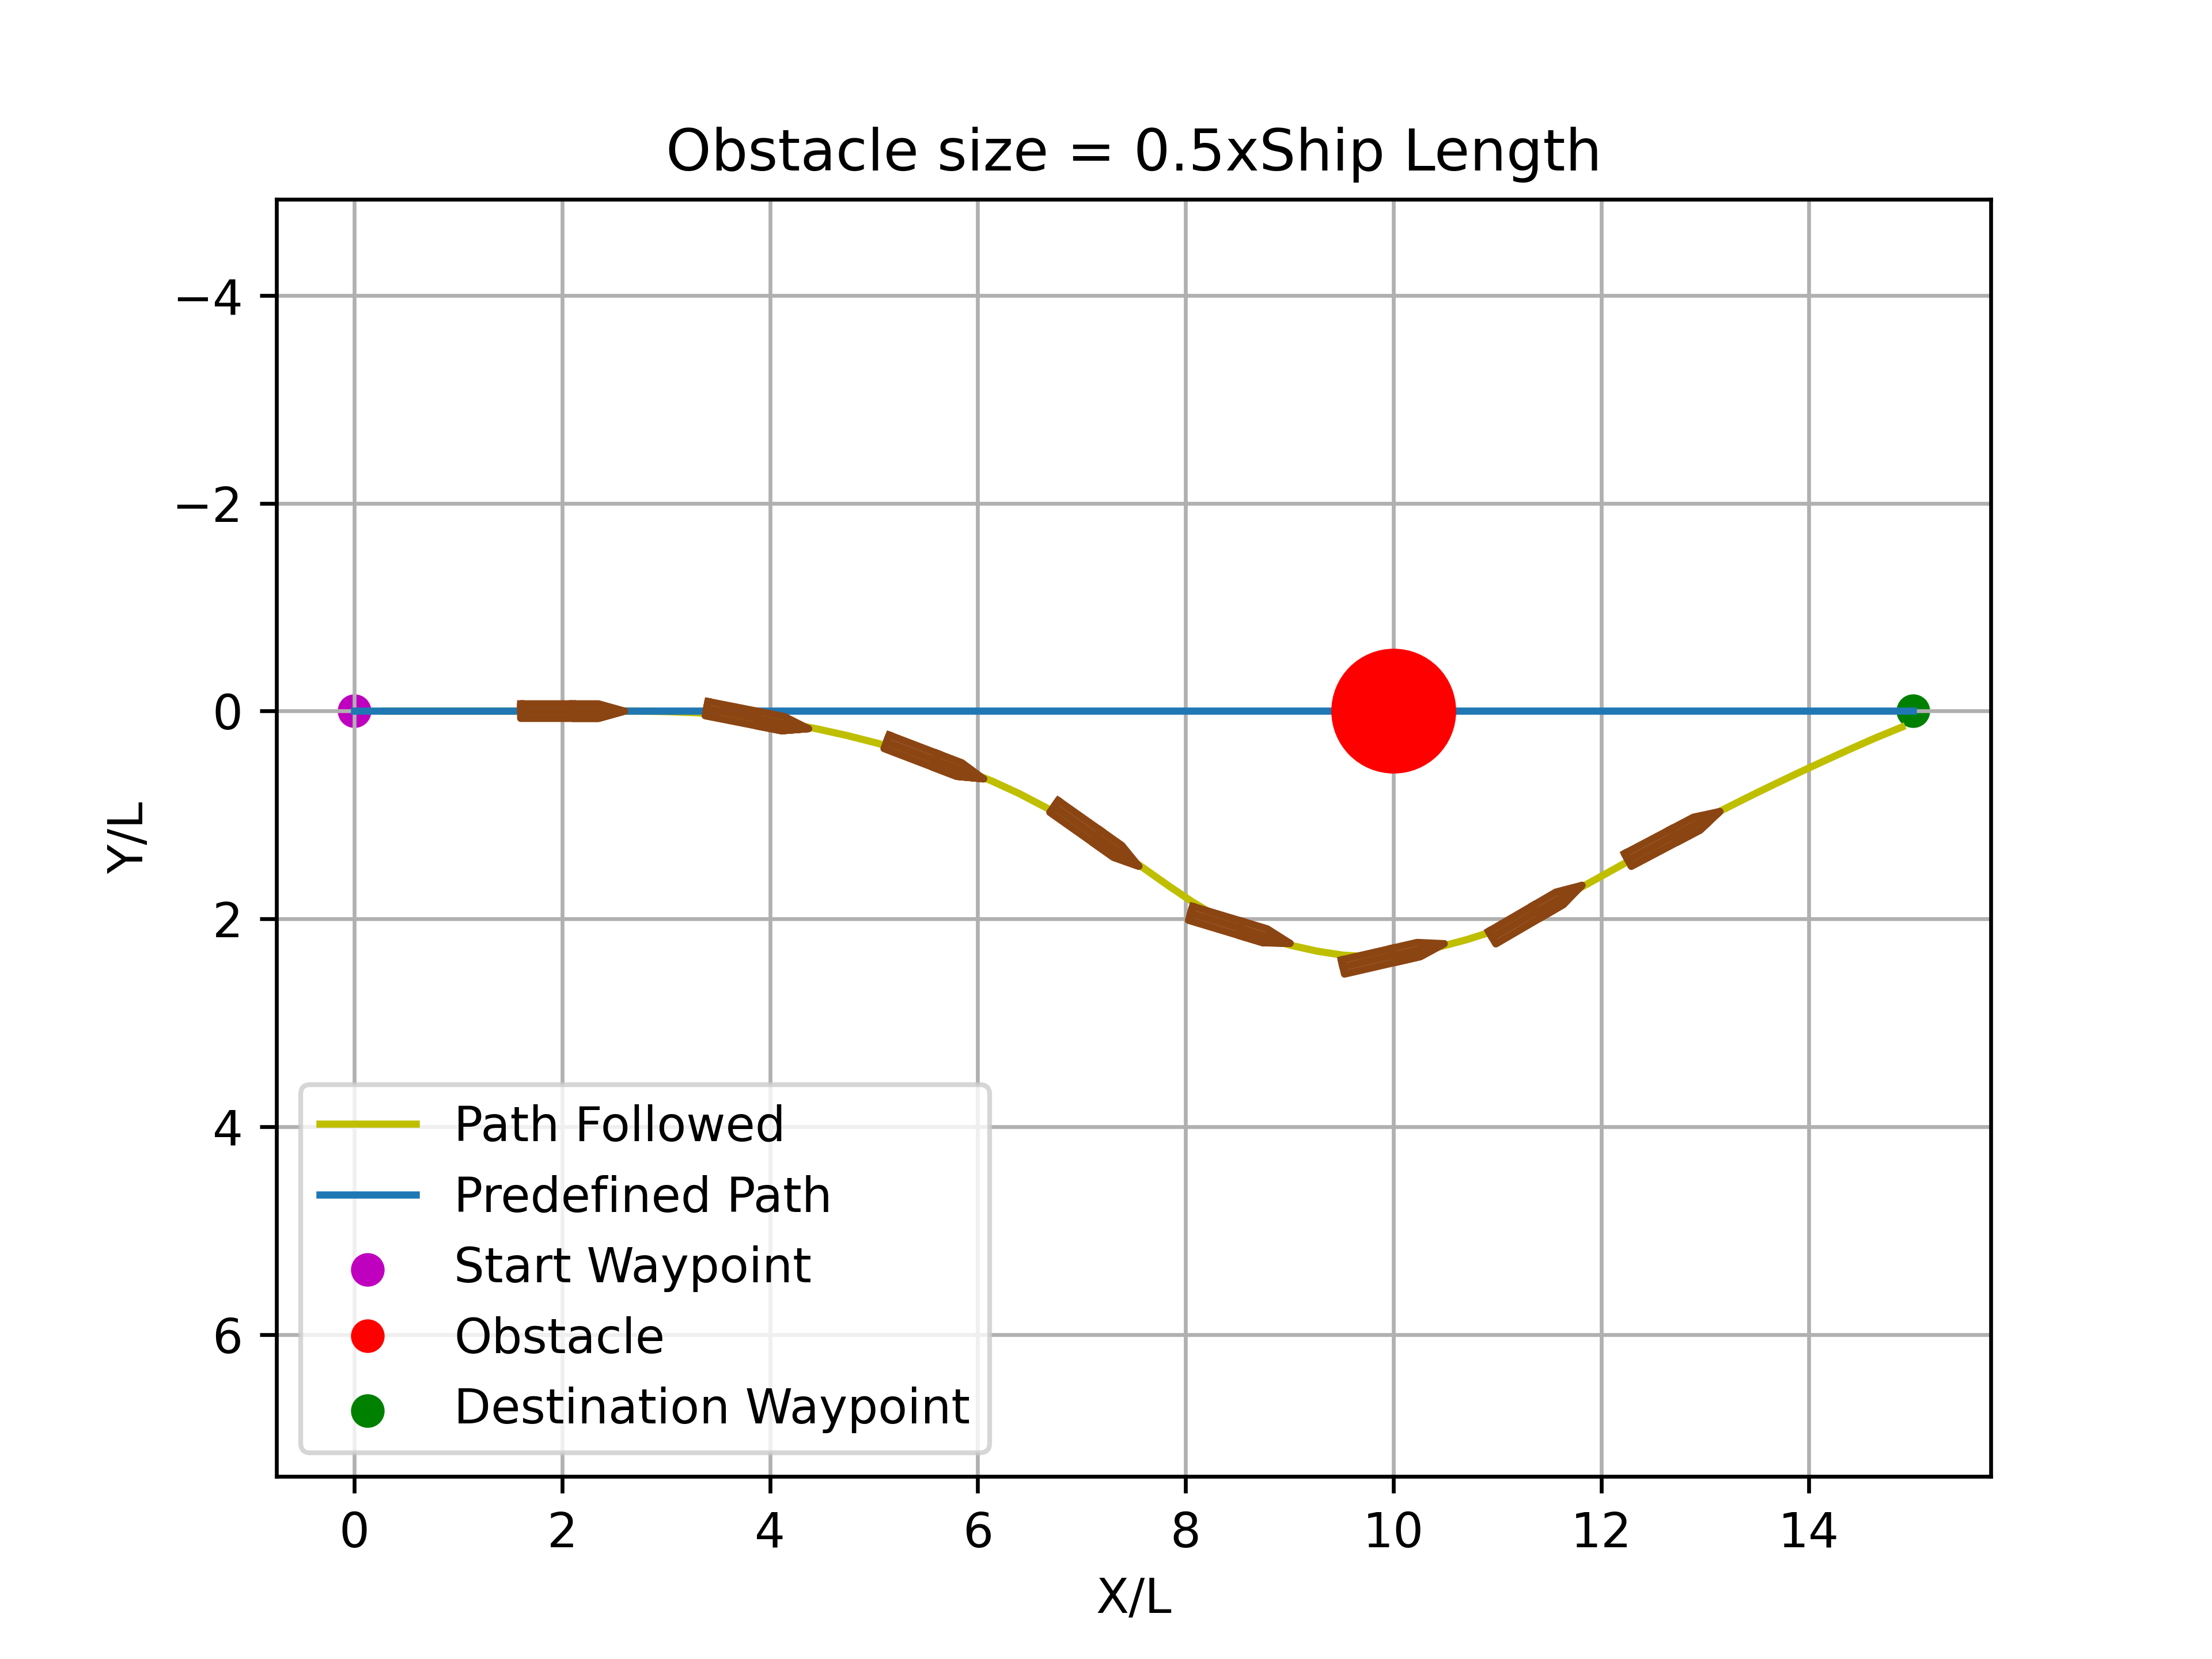 Obstacle size = 0.5xShip Length
−4
−2
0
2
4
6
Y/L
Path Followed
Predefined Path
Start Waypoint
Obstacle
Destination Waypoint
0 2 4 6 8 10 12 14
X/L